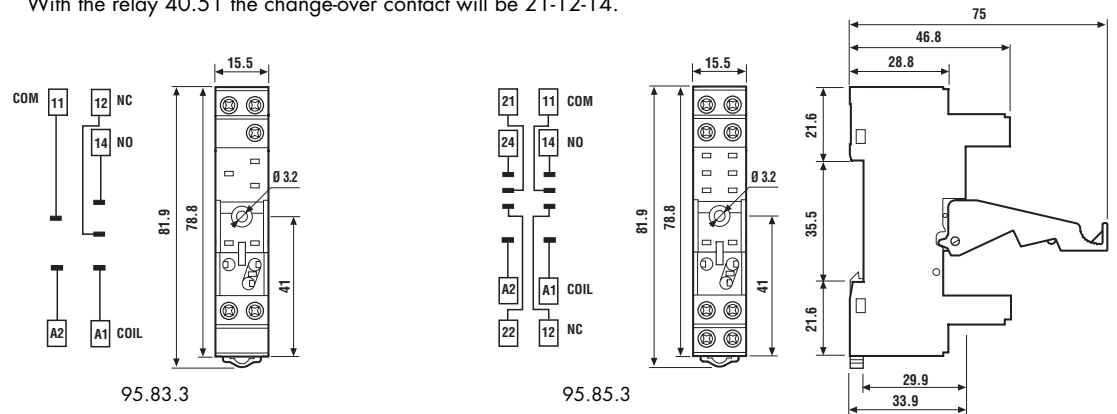 With the relay 40.51 the change-over contact will be 21-12-14.
75
46.8
28.8
15.5
15.5
COM 11 12 NC
14 NO
21 11 COM
24 14 NO
Ø 3.2
Ø 3.2
81.9
78.8
41
81.9
78.8
41
21.6
35.5
21.6
A2 A1 COIL
A2 A1 COIL
22 12 NC
29.9
33.9
95.83.3
95.85.3